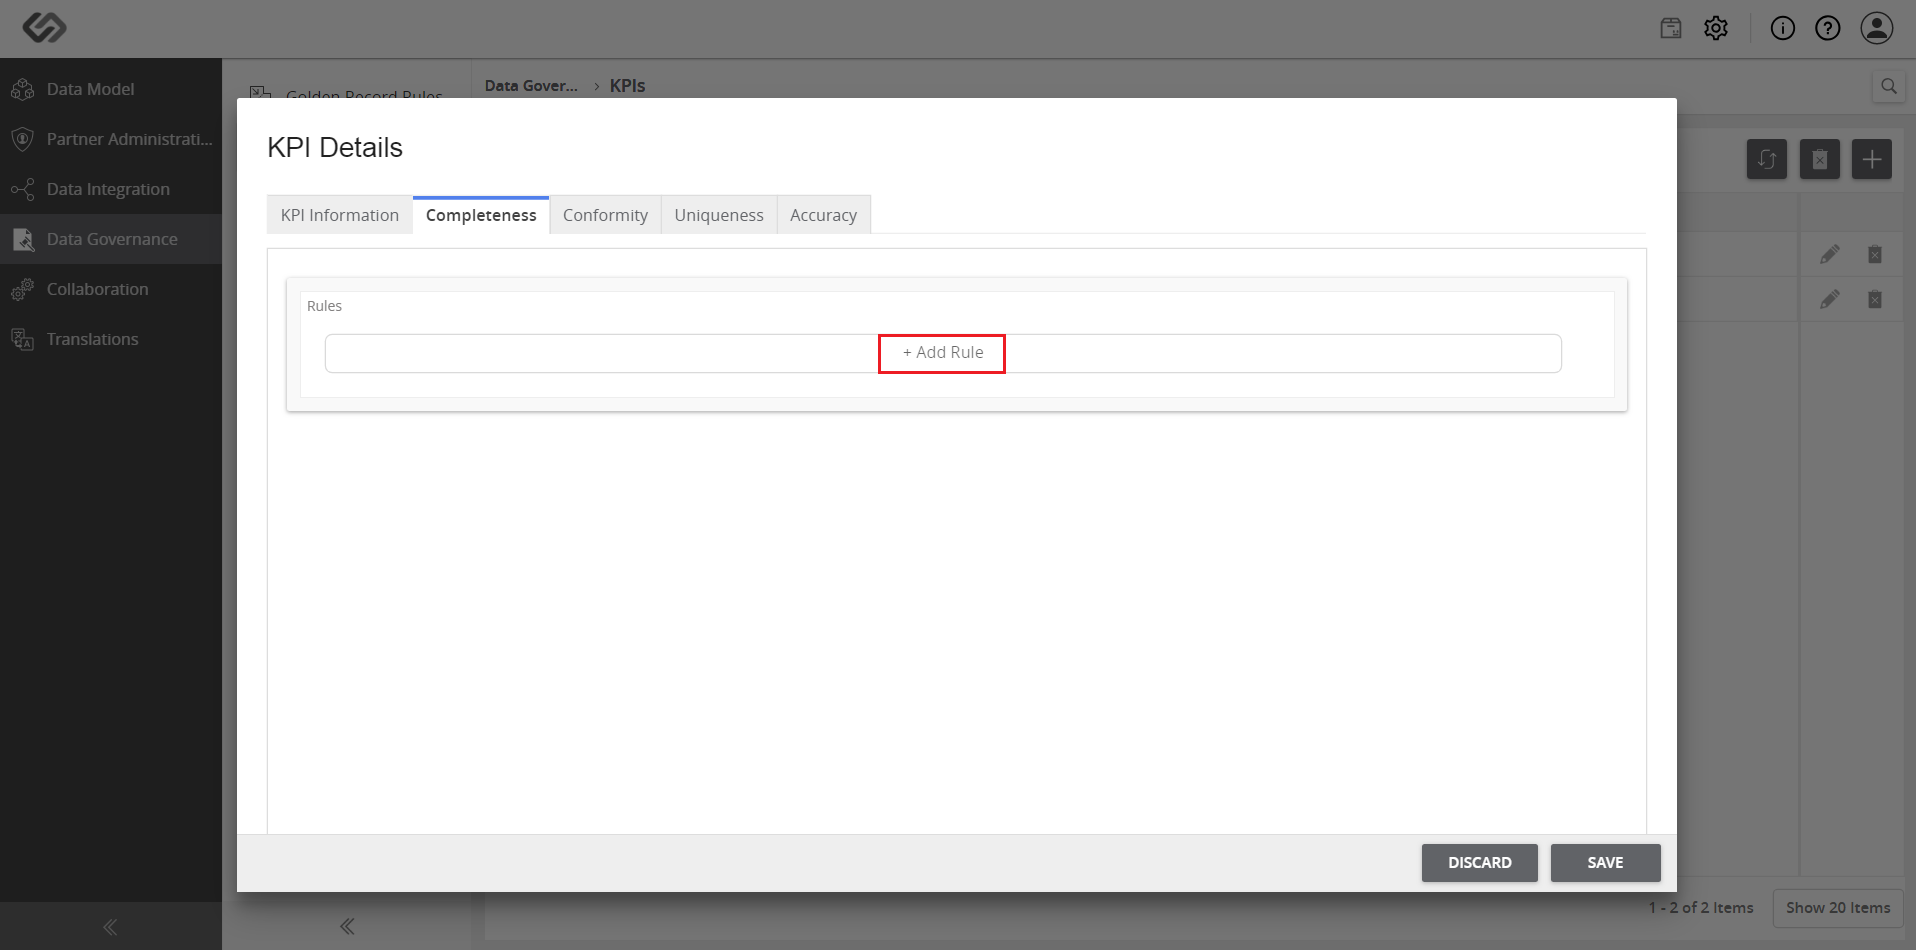 Data Model
Partner Administrati...
Data Integration
Data Governance
Collaboration
Translations
Golden Record Rules
Data Gover... › KPIs
KPI Details
KPI Information
Completeness
Conformity
Uniqueness
Accuracy
Rules
+ Add Rule
DISCARD
SAVE
1 - 2 of 2 Items
Show 20 Items